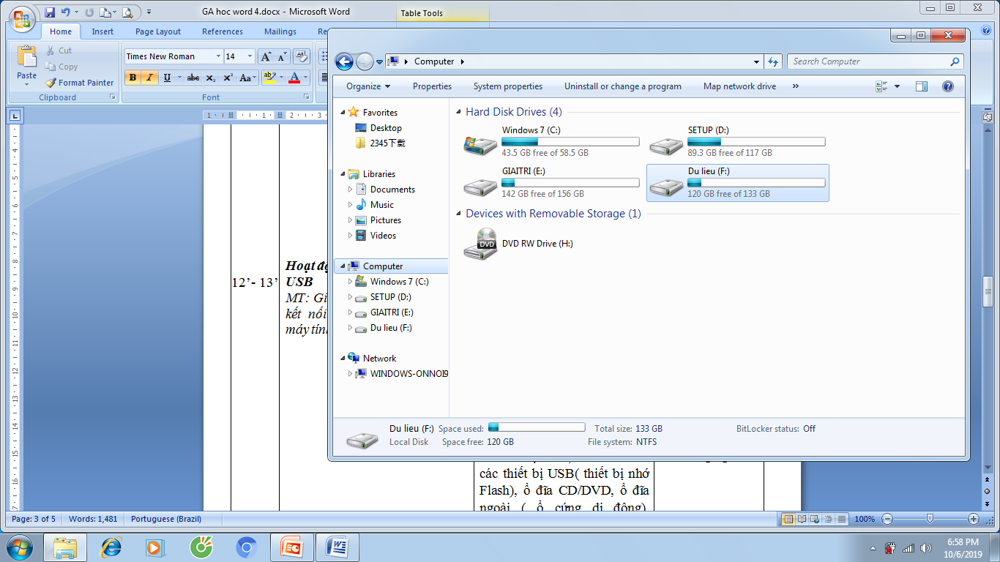 GA hoc word 4.docx - Microsoft Word
Table Tools
Home Insert Page Layout References Mailings Re
Paste
Cut
Copy
Format Painter
Clipboard
Times New Roman 14
Font
Computer
Search Computer
Organize Properties System properties Uninstall or change a program Map network drive »
Favorites
Desktop
2345下载
Libraries
Documents
Music
Pictures
Videos
Computer
Windows 7 (C:)
SETUP (D:)
GIAITRI (E:)
Du lieu (F:)
Network
WINDOWS-ONNOI9
Hard Disk Drives (4)
Windows 7 (C:)
43.5 GB free of 58.5 GB
SETUP (D:)
89.3 GB free of 117 GB
GIAITRI (E:)
142 GB free of 156 GB
Du lieu (F:)
120 GB free of 133 GB
Devices with Removable Storage (1)
DVD RW Drive (H:)
Du lieu (F:) Space used: Total size: 133 GB BitLocker status: Off
Local Disk Space free: 120 GB File system: NTFS
12’- 13’
Hoạt độ
USB
MT: Gi
kết nối
máy tính
các thiết bị USB( thiết bị nhớ
Flash), ổ đĩa CD/DVD, ổ đĩa
ngoài ( ổ cứng di động)
Page: 3 of 5 Words: 1,481 Portuguese (Brazil) 100%
6:58 PM
10/6/2019